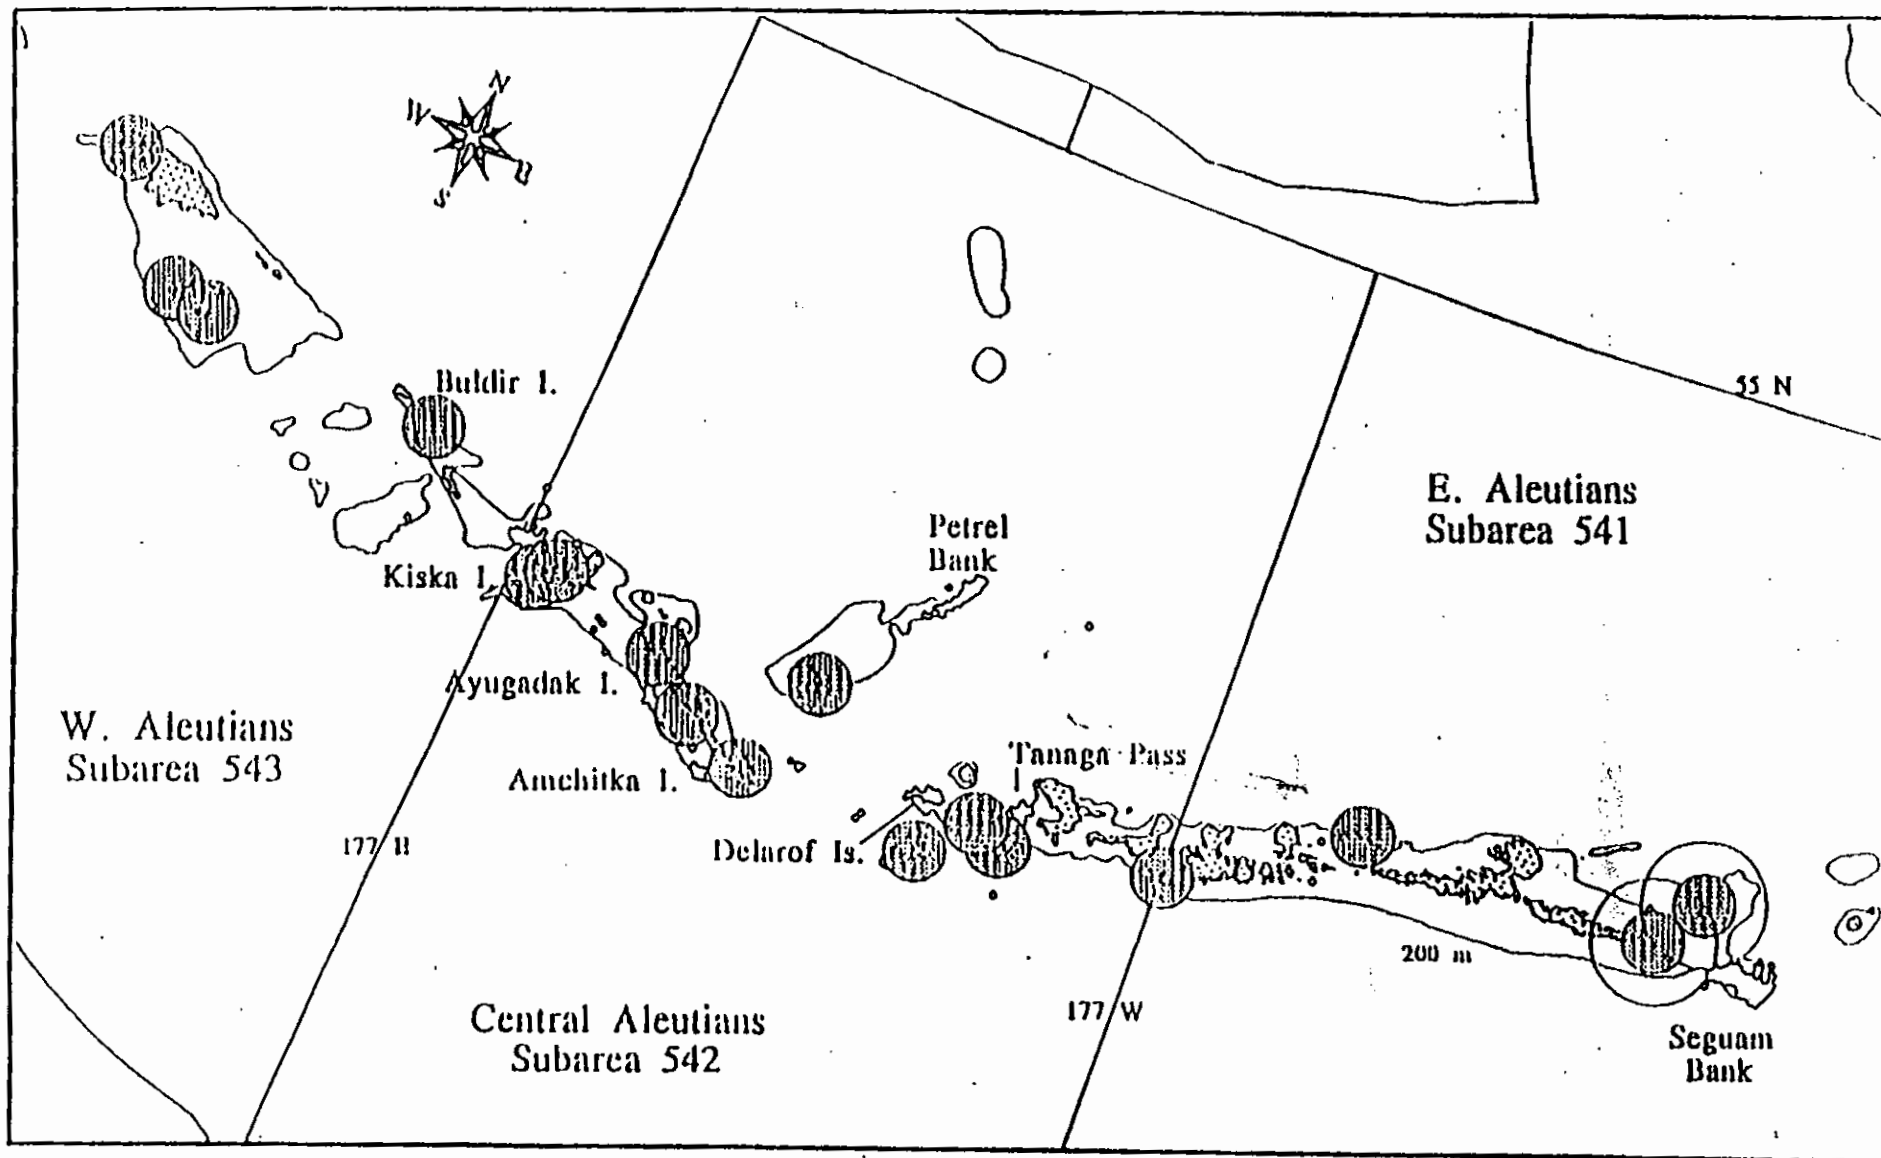 N
W
S
Buldir I.
55 N
E. Aleutians
Subarea 541
Petrel
Bank
Kiska I.
Ayugadak I.
W. Aleutians
Subarea 543
Tanaga Pass
Amchitka I.
177
Delarof Is.
200 m
Central Aleutians
Subarea 542
177 W
Seguam
Bank